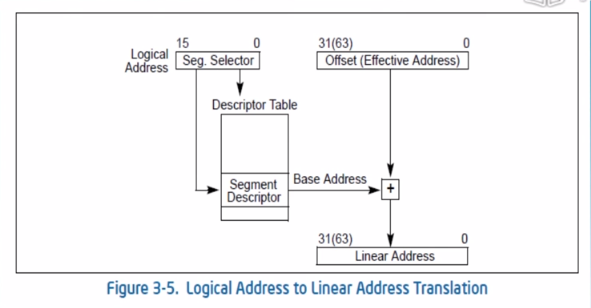 15 0 31(63) 0
Logical Address Seg. Selector Offset (Effective Address)
Descriptor Table
Segment Descriptor Base Address +
31(63) 0
Linear Address
Figure 3-5. Logical Address to Linear Address Translation